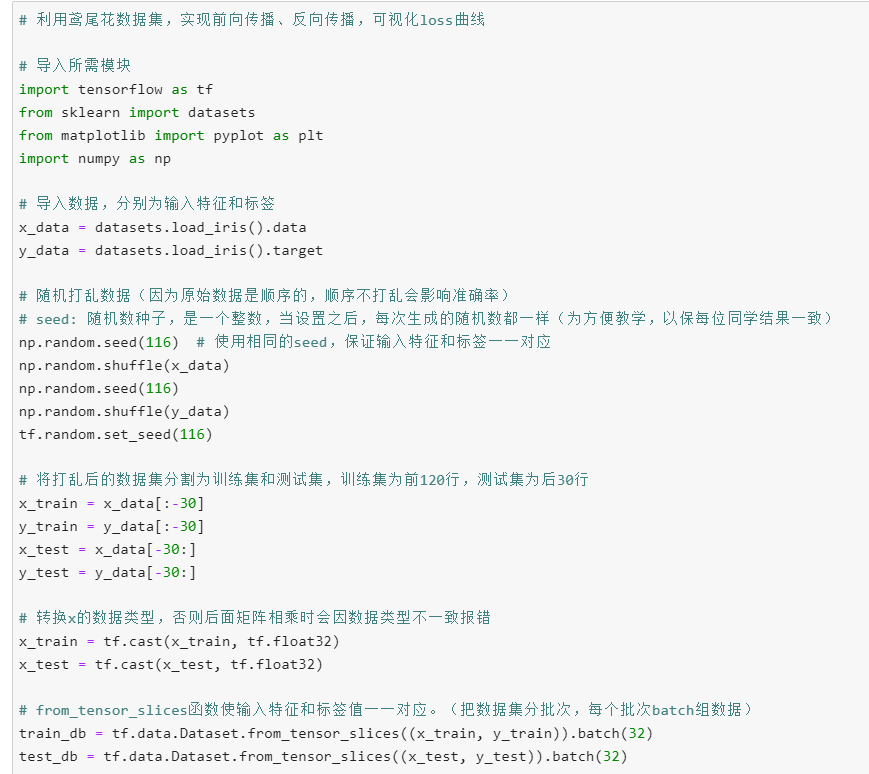 # 利用鸢尾花数据集，实现前向传播、反向传播，可视化loss曲线
# 导入所需模块
import tensorflow as tf
from sklearn import datasets
from matplotlib import pyplot as plt
import numpy as np
# 导入数据，分别为输入特征和标签
x_data = datasets.load_iris().data
y_data = datasets.load_iris().target
# 随机打乱数据（因为原始数据是顺序的，顺序不打乱会影响准确率）
# seed: 随机数种子，是一个整数，当设置之后，每次生成的随机数都一样（为方便教学，以保每位同学结果一致）
np.random.seed(116)  # 使用相同的seed，保证输入特征和标签一一对应
np.random.shuffle(x_data)
np.random.seed(116)
np.random.shuffle(y_data)
tf.random.set_seed(116)
# 将打乱后的数据集分割为训练集和测试集，训练集为前120行，测试集为后30行
x_train = x_data[:-30]
y_train = y_data[:-30]
x_test = x_data[-30:]
y_test = y_data[-30:]
# 转换x的数据类型，否则后面矩阵相乘时会因数据类型不一致报错
x_train = tf.cast(x_train, tf.float32)
x_test = tf.cast(x_test, tf.float32)
# from_tensor_slices函数使输入特征和标签值一一对应。（把数据集分批次，每个批次batch组数据）
train_db = tf.data.Dataset.from_tensor_slices((x_train, y_train)).batch(32)
test_db = tf.data.Dataset.from_tensor_slices((x_test, y_test)).batch(32)